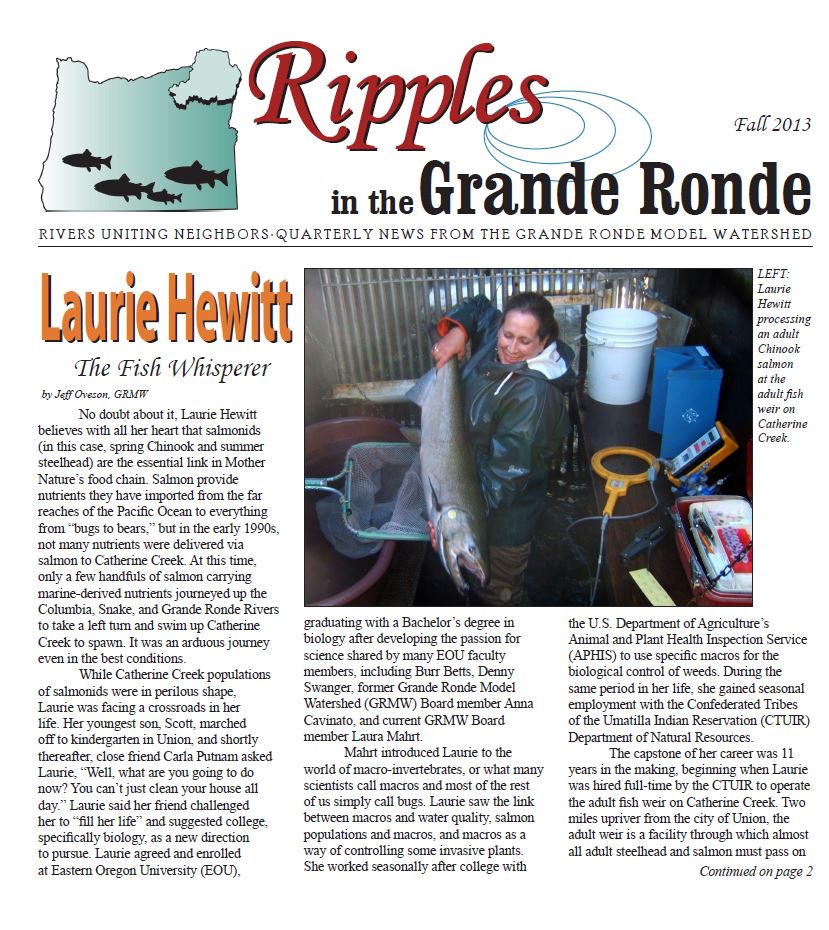 Ripples
Fall 2013
in the Grande Ronde
RIVERS UNITING NEIGHBORS·QUARTERLY NEWS FROM THE GRANDE RONDE MODEL WATERSHED
Laurie Hewitt
The Fish Whisperer
by Jeff Oveson, GRMW
No doubt about it, Laurie Hewitt
believes with all her heart that salmonids
(in this case, spring Chinook and summer
steelhead) are the essential link in Mother
Nature's food chain. Salmon provide
nutrients they have imported from the far
reaches of the Pacific Ocean to everything
from “bugs to bears,” but in the early 1990s,
not many nutrients were delivered via
salmon to Catherine Creek. At this time,
only a few handfuls of salmon carrying
marine-derived nutrients journeyed up the
Columbia, Snake, and Grande Ronde Rivers
to take a left turn and swim up Catherine
Creek to spawn. It was an arduous journey
even in the best conditions.
While Catherine Creek populations
of salmonids were in perilous shape,
Laurie was facing a crossroads in her
life. Her youngest son, Scott, marched
off to kindergarten in Union, and shortly
thereafter, close friend Carla Putnam asked
Laurie, “Well, what are you going to do
now? You can't just clean your house all
day.” Laurie said her friend challenged
her to “fill her life” and suggested college,
specifically biology, as a new direction
to pursue. Laurie agreed and enrolled
at Eastern Oregon University (EOU),
LEFT:
Laurie
Hewitt
processing
an adult
Chinook
salmon
at the
adult fish
weir on
Catherine
Creek.
graduating with a Bachelor's degree in
biology after developing the passion for
science shared by many EOU faculty
members, including Burr Betts, Denny
Swanger, former Grande Ronde Model
Watershed (GRMW) Board member Anna
Cavinato, and current GRMW Board
member Laura Mahrt.
Mahrt introduced Laurie to the
world of macro-invertebrates, or what many
scientists call macros and most of the rest
of us simply call bugs. Laurie saw the link
between macros and water quality, salmon
populations and macros, and macros as a
way of controlling some invasive plants.
She worked seasonally after college with
the U.S. Department of Agriculture's
Animal and Plant Health Inspection Service
(APHIS) to use specific macros for the
biological control of weeds. During the
same period in her life, she gained seasonal
employment with the Confederated Tribes
of the Umatilla Indian Reservation (CTUIR)
Department of Natural Resources.
The capstone of her career was 11
years in the making, beginning when Laurie
was hired full-time by the CTUIR to operate
the adult fish weir on Catherine Creek. Two
miles upriver from the city of Union, the
adult weir is a facility through which almost
all adult steelhead and salmon must pass on
Continued on page 2